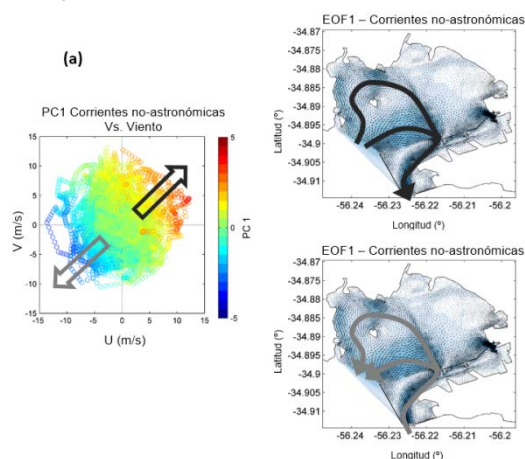 (a)
PC1 Corrientes no-astronómicas
Vs. Viento
V (m/s)
15
10
5
0
-5
-10
-15
-15 -10 -5 0 5 10 15
U (m/s)
5
0
-5
PC 1
EOF1 – Corrientes no-astronómicas
Latitud (º)
-34.87
-34.88
-34.885
-34.89
-34.895
-34.9
-34.905
-34.91
-56.24 -56.23 -56.22 -56.21 -56.2
Longitud (º)
EOF1 – Corrientes no-astronómicas
Latitud (º)
-34.87
-34.88
-34.885
-34.89
-34.895
-34.9
-34.905
-34.91
-56.24 -56.23 -56.22 -56.21 -56.2
Longitud (º)